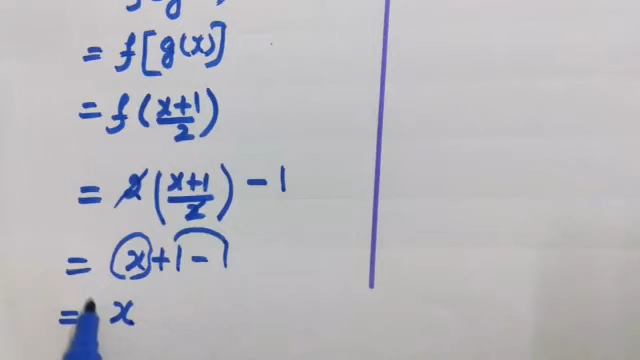 = f[g(x)]
= f(x+1/2)
= 2(x+1/2) - 1
= x+1-1
= x